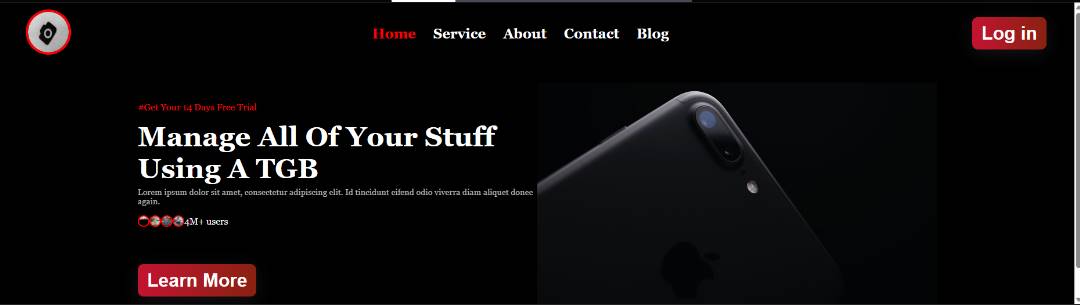 Home Service About Contact Blog
Log in
#Get Your 14 Days Free Trial
Manage All Of Your Stuff
Using A TGB
Lorem ipsum dolor sit amet, consectetur adipiscing elit. Id tincidunt eifend odio viverra diam aliquet donec
again.
4M+ users
Learn More